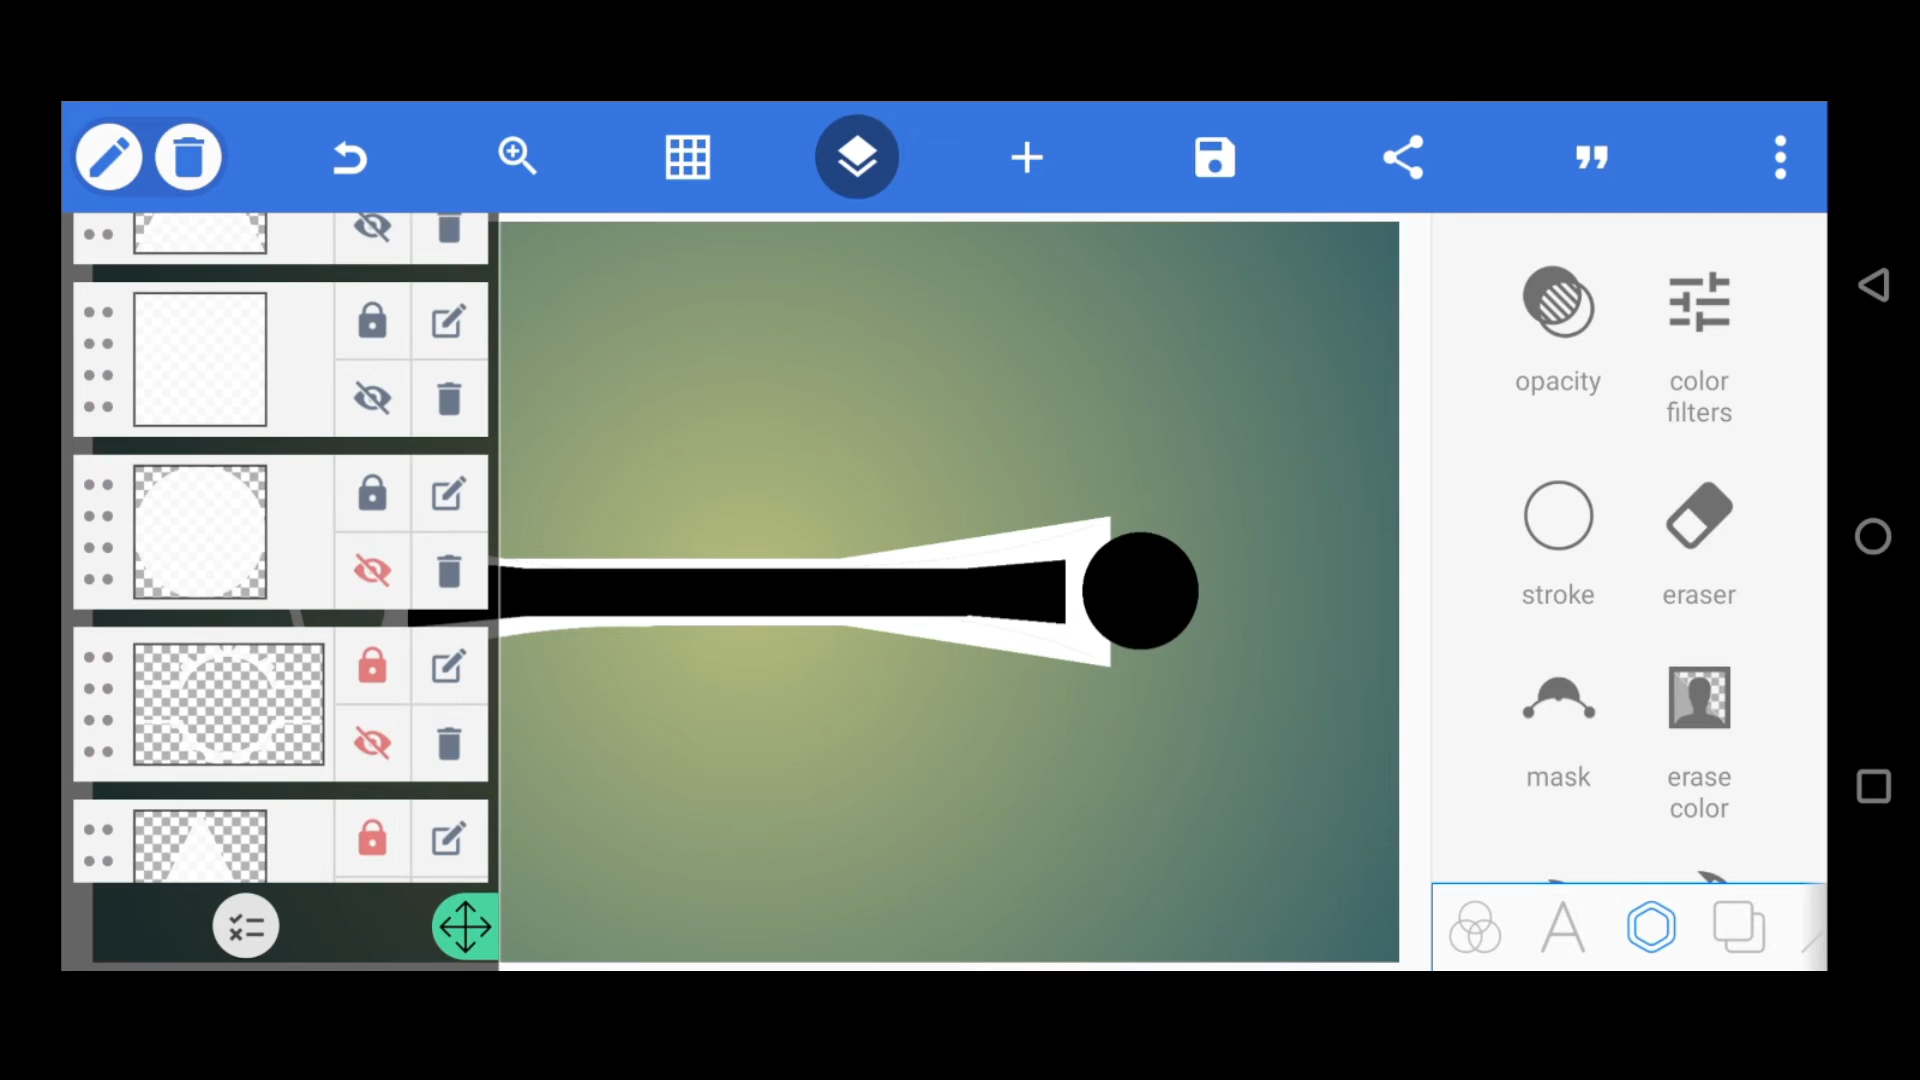 opacity
color
filters
stroke
eraser
mask
erase
color